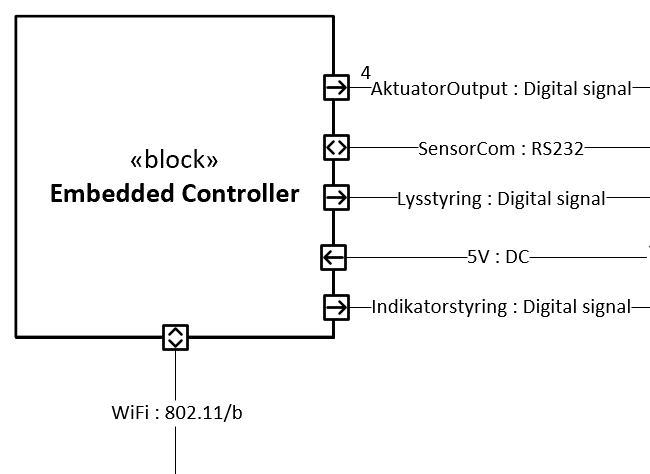 4
AktuatorOutput : Digital signal
SensorCom : RS232
«block»
Embedded Controller
Lysstyring : Digital signal
5V : DC
Indikatorstyring : Digital signal
WiFi : 802.11/b